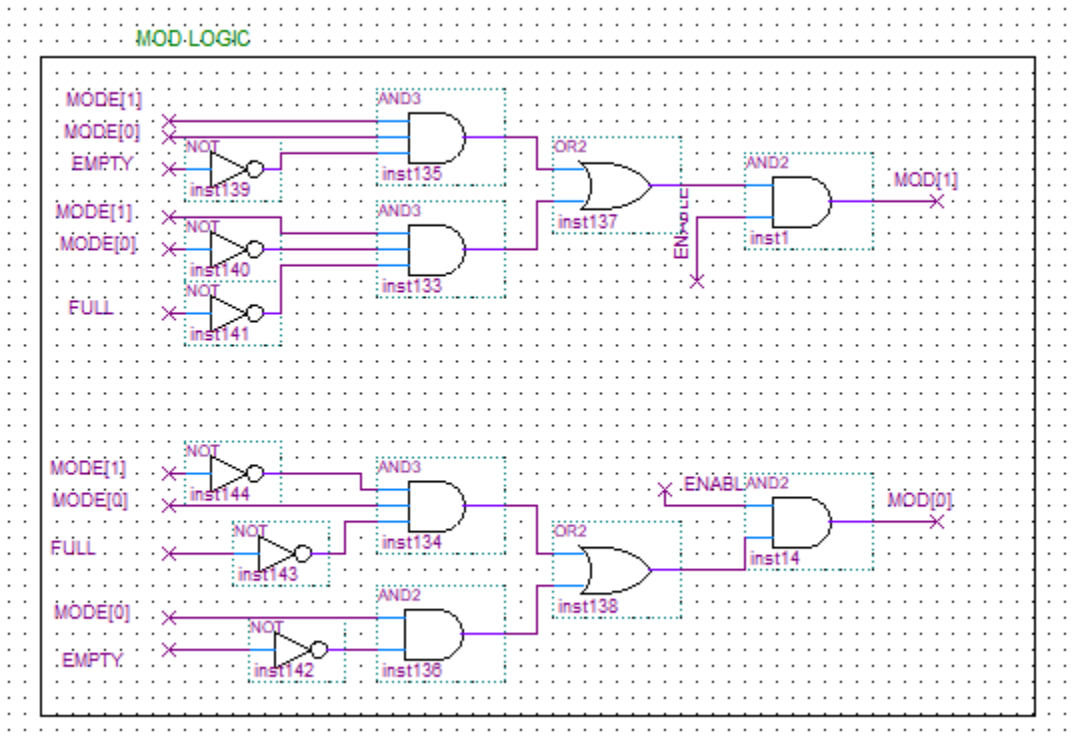 MOD LOGIC
MODE[1]
MODE[0]
EMPTY
NOT
inst139
AND3
inst135
MODE[1]
MODE[0]
NOT
inst140
FULL
NOT
inst141
AND3
inst133
OR2
inst137
ENABLE
AND2
inst1
MOD[1]
MODE[1]
NOT
inst144
MODE[0]
FULL
NOT
inst143
AND3
inst134
MODE[0]
EMPTY
NOT
inst142
AND2
inst136
OR2
inst138
ENABL
AND2
inst14
MOD[0]